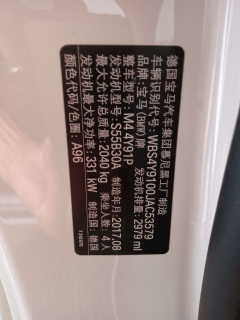 德国宝马汽车集团慕尼黑工厂制造
车辆识别代号: WBS4Y9100JAC53579
品牌: 宝马(BMW)牌
整车型号: M4 4Y91P
发动机型号: S55B30A 发动机排量: 2979 ml
最大允许总质量: 2040 kg 制造年月: 2017.08
发动机最大净功率: 331 kW 乘坐人数: 4人
颜色代码/色圈: A96 制造国: 德国